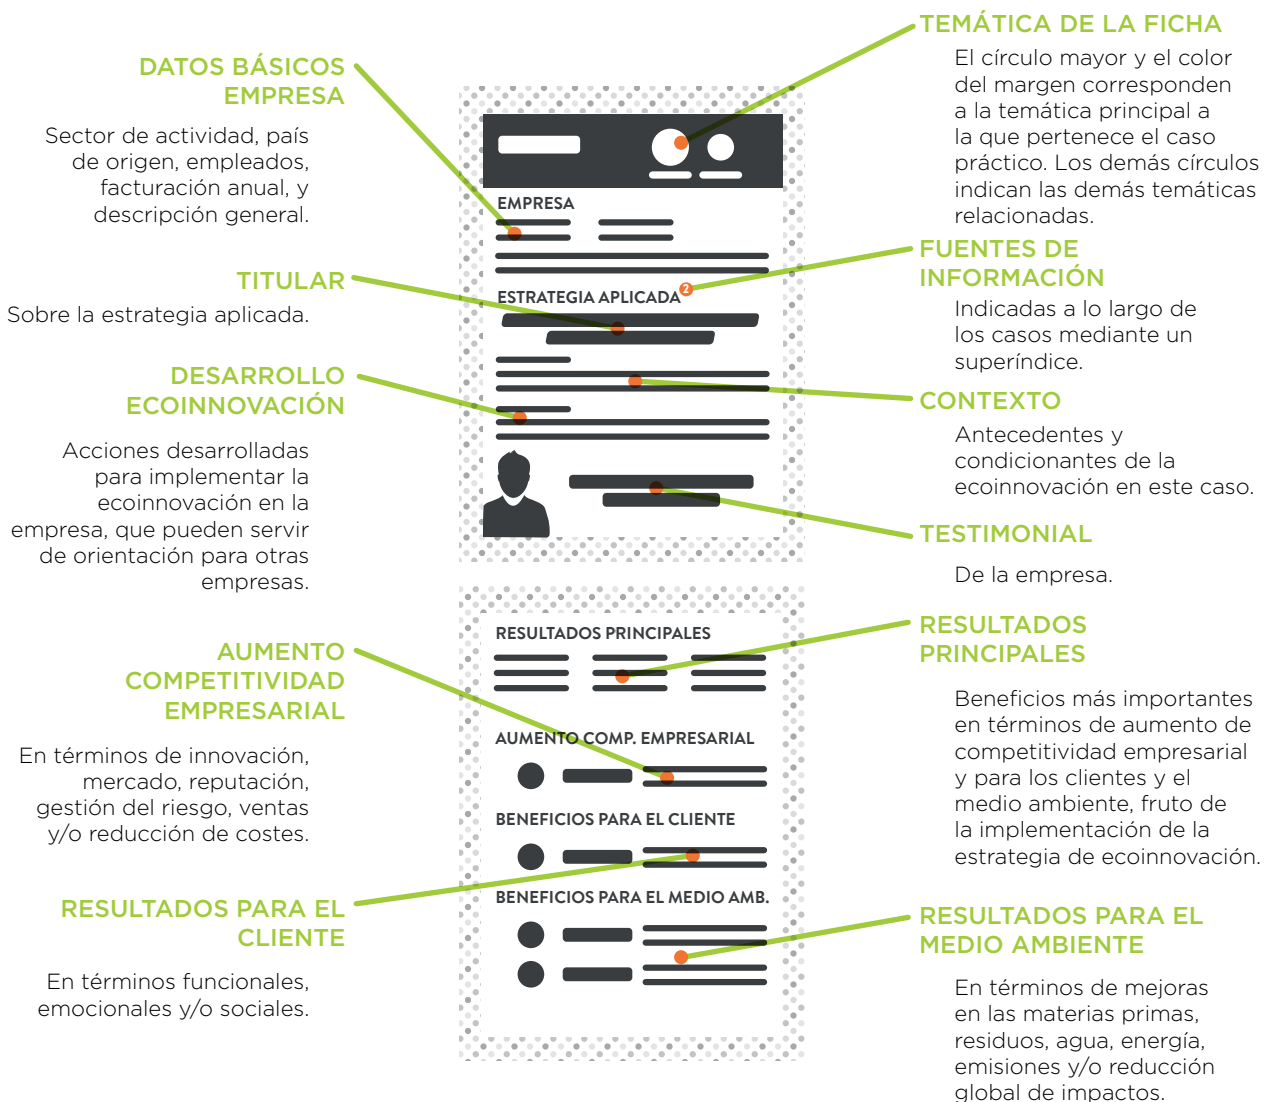 DATOS BÁSICOS
EMPRESA
Sector de actividad, país
de origen, empleados,
facturación anual, y
descripción general.
TITULAR
Sobre la estrategia aplicada.
DESARROLLO
ECOINNOVACIÓN
Acciones desarrolladas
para implementar la
ecoinnovación en la
empresa, que pueden servir
de orientación para otras
empresas.
AUMENTO
COMPETITIVIDAD
EMPRESARIAL
En términos de innovación,
mercado, reputación,
gestión del riesgo, ventas
y/o reducción de costes.
RESULTADOS PARA EL
CLIENTE
En términos funcionales,
emocionales y/o sociales.
EMPRESA
ESTRATEGIA APLICADA 2
RESULTADOS PRINCIPALES
AUMENTO COMP. EMPRESARIAL
BENEFICIOS PARA EL CLIENTE
BENEFICIOS PARA EL MEDIO AMB.
TEMÁTICA DE LA FICHA
El círculo mayor y el color
del margen corresponden
a la temática principal a
la que pertenece el caso
práctico. Los demás círculos
indican las demás temáticas
relacionadas.
FUENTES DE
INFORMACIÓN
Indicadas a lo largo de
los casos mediante un
superíndice.
CONTEXTO
Antecedentes y
condicionantes de la
ecoinnovación en este caso.
TESTIMONIAL
De la empresa.
RESULTADOS
PRINCIPALES
Beneficios más importantes
en términos de aumento de
competitividad empresarial
y para los clientes y el
medio ambiente, fruto de
la implementación de la
estrategia de ecoinnovación.
RESULTADOS PARA EL
MEDIO AMBIENTE
En términos de mejoras
en las materias primas,
residuos, agua, energía,
emisiones y/o reducción
global de impactos.